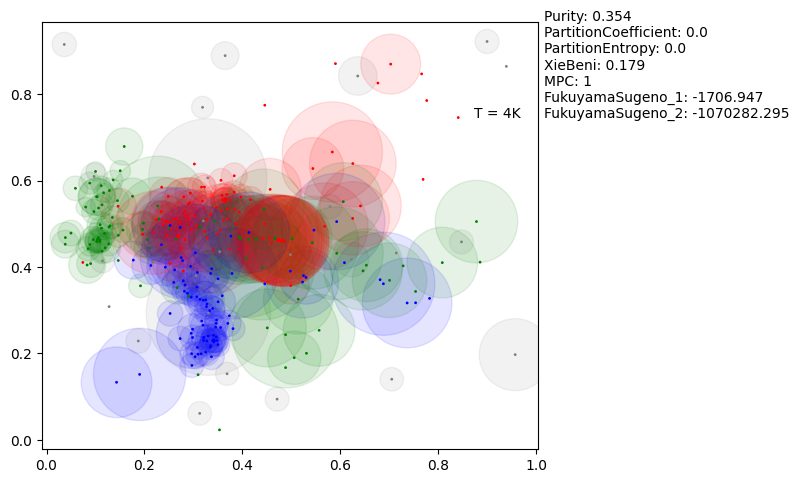 Purity: 0.354
PartitionCoefficient: 0.0
PartitionEntropy: 0.0
XieBeni: 0.179
MPC: 1
FukuyamaSugeno_1: -1706.947
FukuyamaSugeno_2: -1070282.295
T = 4K
0.8
0.6
0.4
0.2
0.0
0.0 0.2 0.4 0.6 0.8 1.0